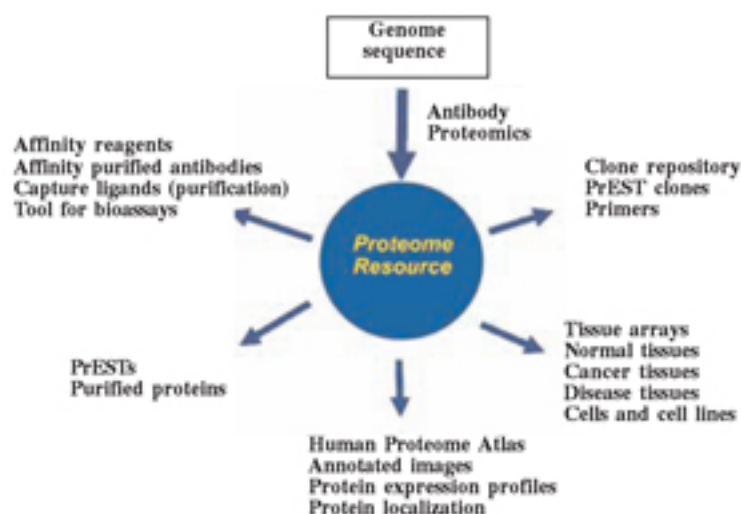 Genome
sequence
Antibody
Proteomics
Affinity reagents
Affinity purified antibodies
Capture ligands (purification)
Tool for bioassays
Clone repository
PrEST clones
Primers
Proteome
Resource
PrESTs
Purified proteins
Tissue arrays
Normal tissues
Cancer tissues
Disease tissues
Cells and cell lines
Human Proteome Atlas
Annotated images
Protein expression profiles
Protein localization